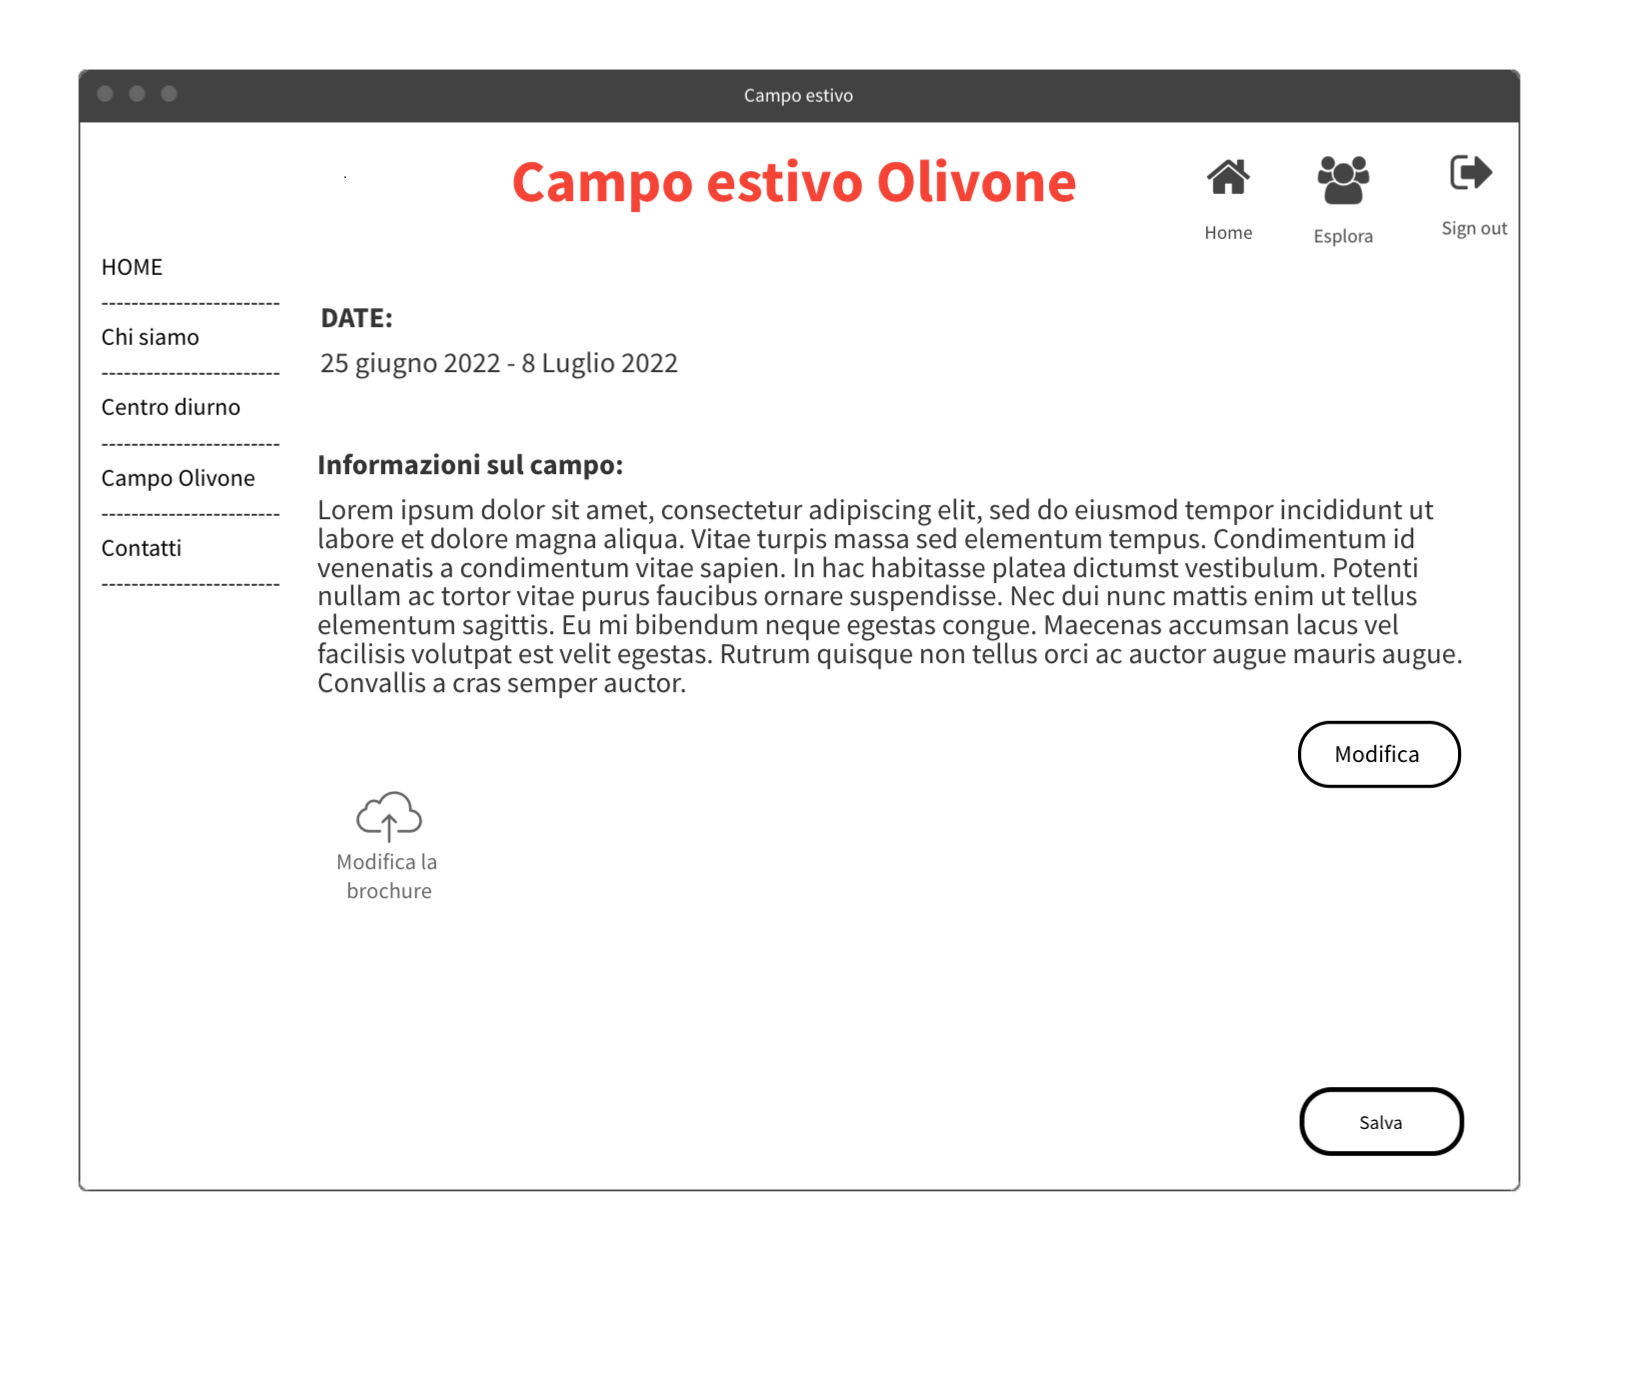 Campo estivo
Campo estivo Olivone
Home
Esplora
Sign out
HOME
------------------------
Chi siamo
------------------------
Centro diurno
------------------------
Campo Olivone
------------------------
Contatti
------------------------
DATE:
25 giugno 2022 - 8 Luglio 2022
Informazioni sul campo:
Lorem ipsum dolor sit amet, consectetur adipiscing elit, sed do eiusmod tempor incididunt ut
labore et dolore magna aliqua. Vitae turpis massa sed elementum tempus. Condimentum id
venenatis a condimentum vitae sapien. In hac habitasse platea dictumst vestibulum. Potenti
nullam ac tortor vitae purus faucibus ornare suspendisse. Nec dui nunc mattis enim ut tellus
elementum sagittis. Eu mi bibendum neque egestas congue. Maecenas accumsan lacus vel
facilisis volutpat est velit egestas. Rutrum quisque non tellus orci ac auctor augue mauris augue.
Convallis a cras semper auctor.
Modifica
Modifica la
brochure
Salva